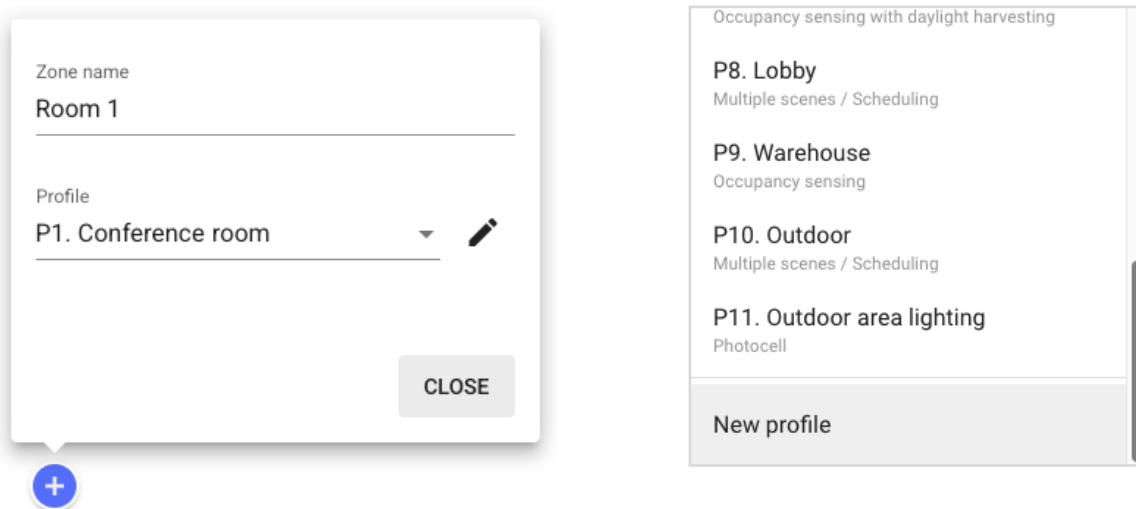 Zone name
Room 1
Profile
P1. Conference room
CLOSE
Occupancy sensing with daylight harvesting
P8. Lobby
Multiple scenes / Scheduling
P9. Warehouse
Occupancy sensing
P10. Outdoor
Multiple scenes / Scheduling
P11. Outdoor area lighting
Photocell
New profile